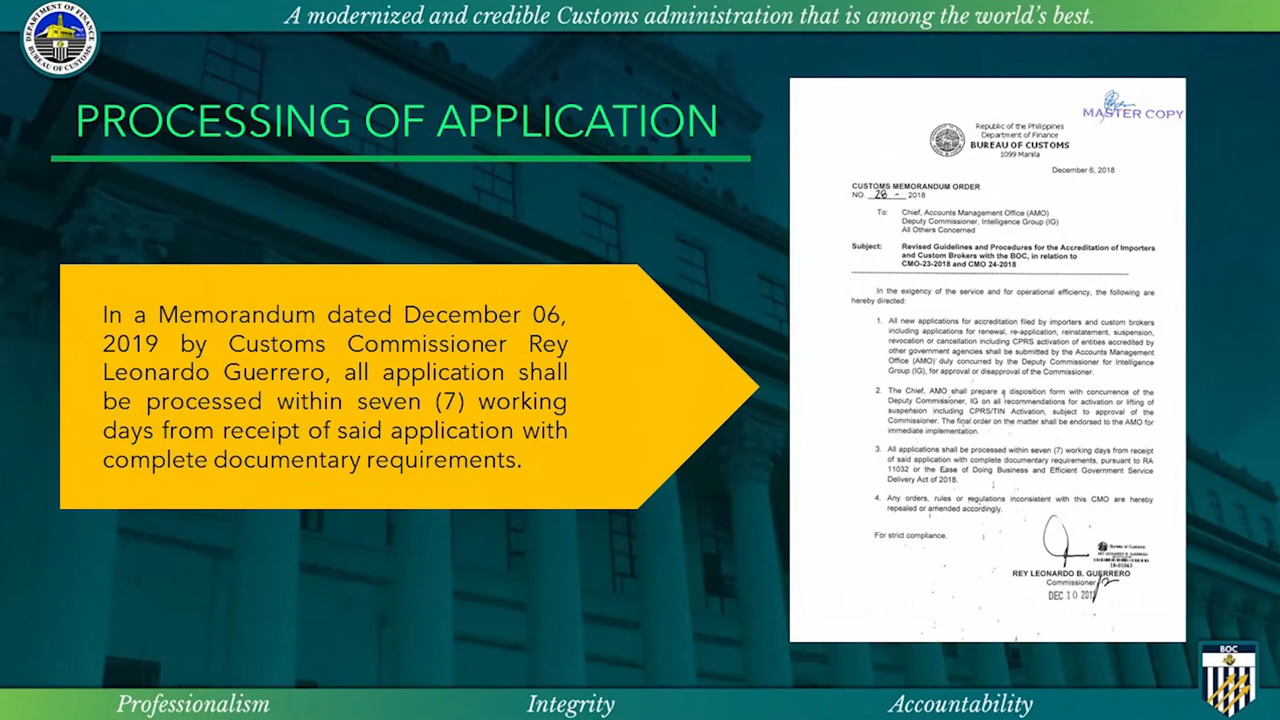 A modernized and credible Customs administration that is among the world's best.
DEPARTMENT OF FINANCE
BUREAU OF CUSTOMS
PROCESSING OF APPLICATION
In a Memorandum dated December 06,
2019 by Customs Commissioner Rey
Leonardo Guerrero, all application shall
be processed within seven (7) working
days from receipt of said application with
complete documentary requirements.
MASTER COPY
Republic of the Philippines
Department of Finance
BUREAU OF CUSTOMS
1099 Manila
December 6, 2018
CUSTOMS MEMORANDUM ORDER
NO. 28 - 2018
To: Chief, Accounts Management Office (AMO)
Deputy Commissioner, Intelligence Group (IG)
All Others Concerned
Subject: Revised Guidelines and Procedures for the Accreditation of Importers
and Custom Brokers with the BOC, in relation to
CMO-23-2018 and CMO 24-2018
In the exigency of the service and for operational efficiency, the following are
hereby directed:
1. All new applications for accreditation filed by importers and custom brokers
including applications for renewal, re-application, reinstatement, suspension,
revocation or cancellation including CPRS activation of entities accredited by
other government agencies shall be submitted by the Accounts Management
Office (AMO) duly concurred by the Deputy Commissioner for Intelligence
Group (IG), for approval or disapproval of the Commissioner.
2. The Chief, AMO shall prepare a disposition form with concurrence of the
Deputy Commissioner, IG on all recommendations for activation or lifting of
suspension including CPRS/TIN Activation, subject to approval of the
Commissioner. The final order on the matter shall be endorsed to the AMO for
immediate implementation.
3. All applications shall be processed within seven (7) working days from receipt
of said application with complete documentary requirements, pursuant to RA
11032 or the Ease of Doing Business and Efficient Government Service
Delivery Act of 2018.
4. Any orders, rules or regulations inconsistent with this CMO are hereby
repealed or amended accordingly.
For strict compliance.
Bureau of Customs
REY LEONARDO B. GUERRERO
REY LEONARDO B. GUERRERO
Commissioner
DEC 10 201
BOC
Professionalism
Integrity
Accountability